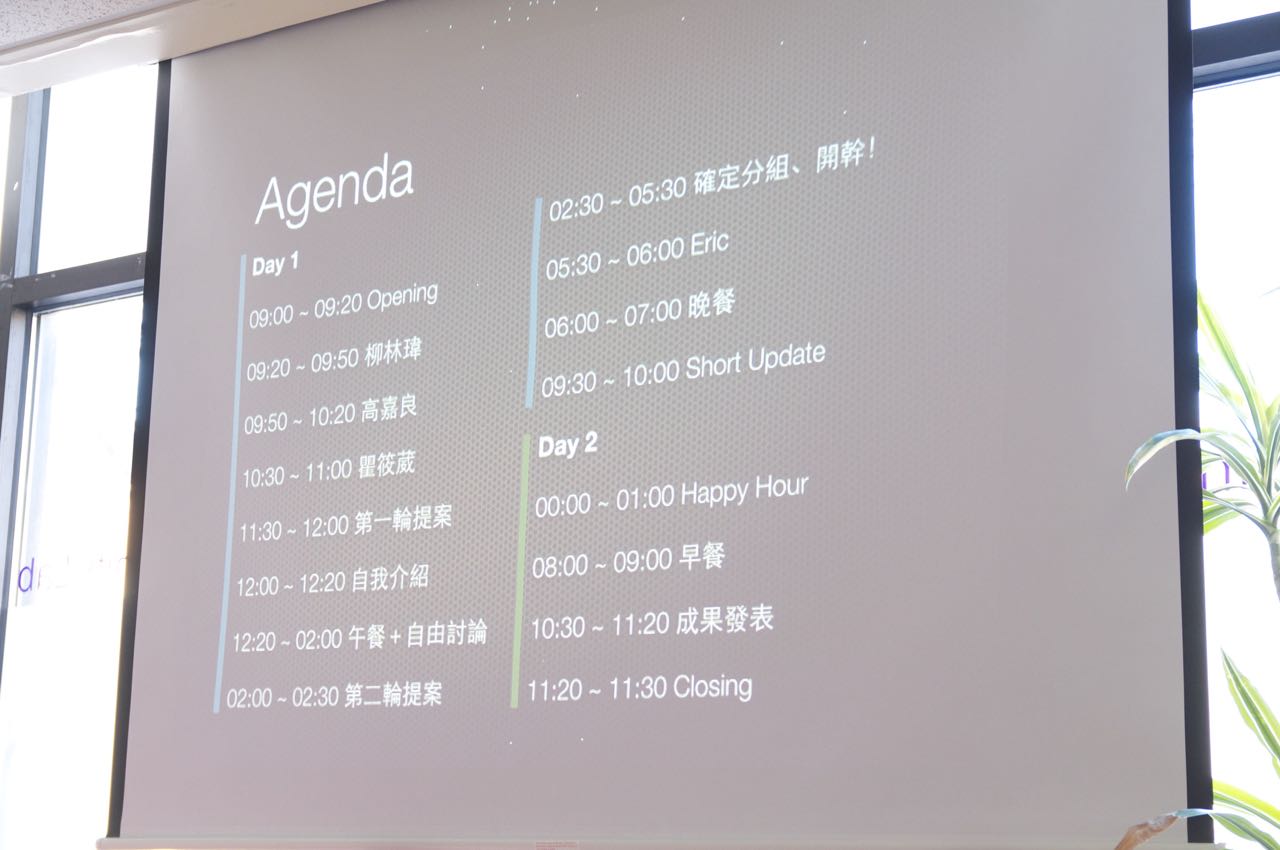 Agenda
Day 1
09:00 ~ 09:20 Opening
09:20 ~ 09:50 柳林瑋
09:50 ~ 10:20 高嘉良
10:30 ~ 11:00 瞿筱葳
11:30 ~ 12:00 第一輪提案
12:00 ~ 12:20 自我介紹
12:20 ~ 02:00 午餐 + 自由討論
02:00 ~ 02:30 第二輪提案
02:30 ~ 05:30 確定分組、開幹！
05:30 ~ 06:00 Eric
06:00 ~ 07:00 晚餐
09:30 ~ 10:00 Short Update
Day 2
00:00 ~ 01:00 Happy Hour
08:00 ~ 09:00 早餐
10:30 ~ 11:20 成果發表
11:20 ~ 11:30 Closing